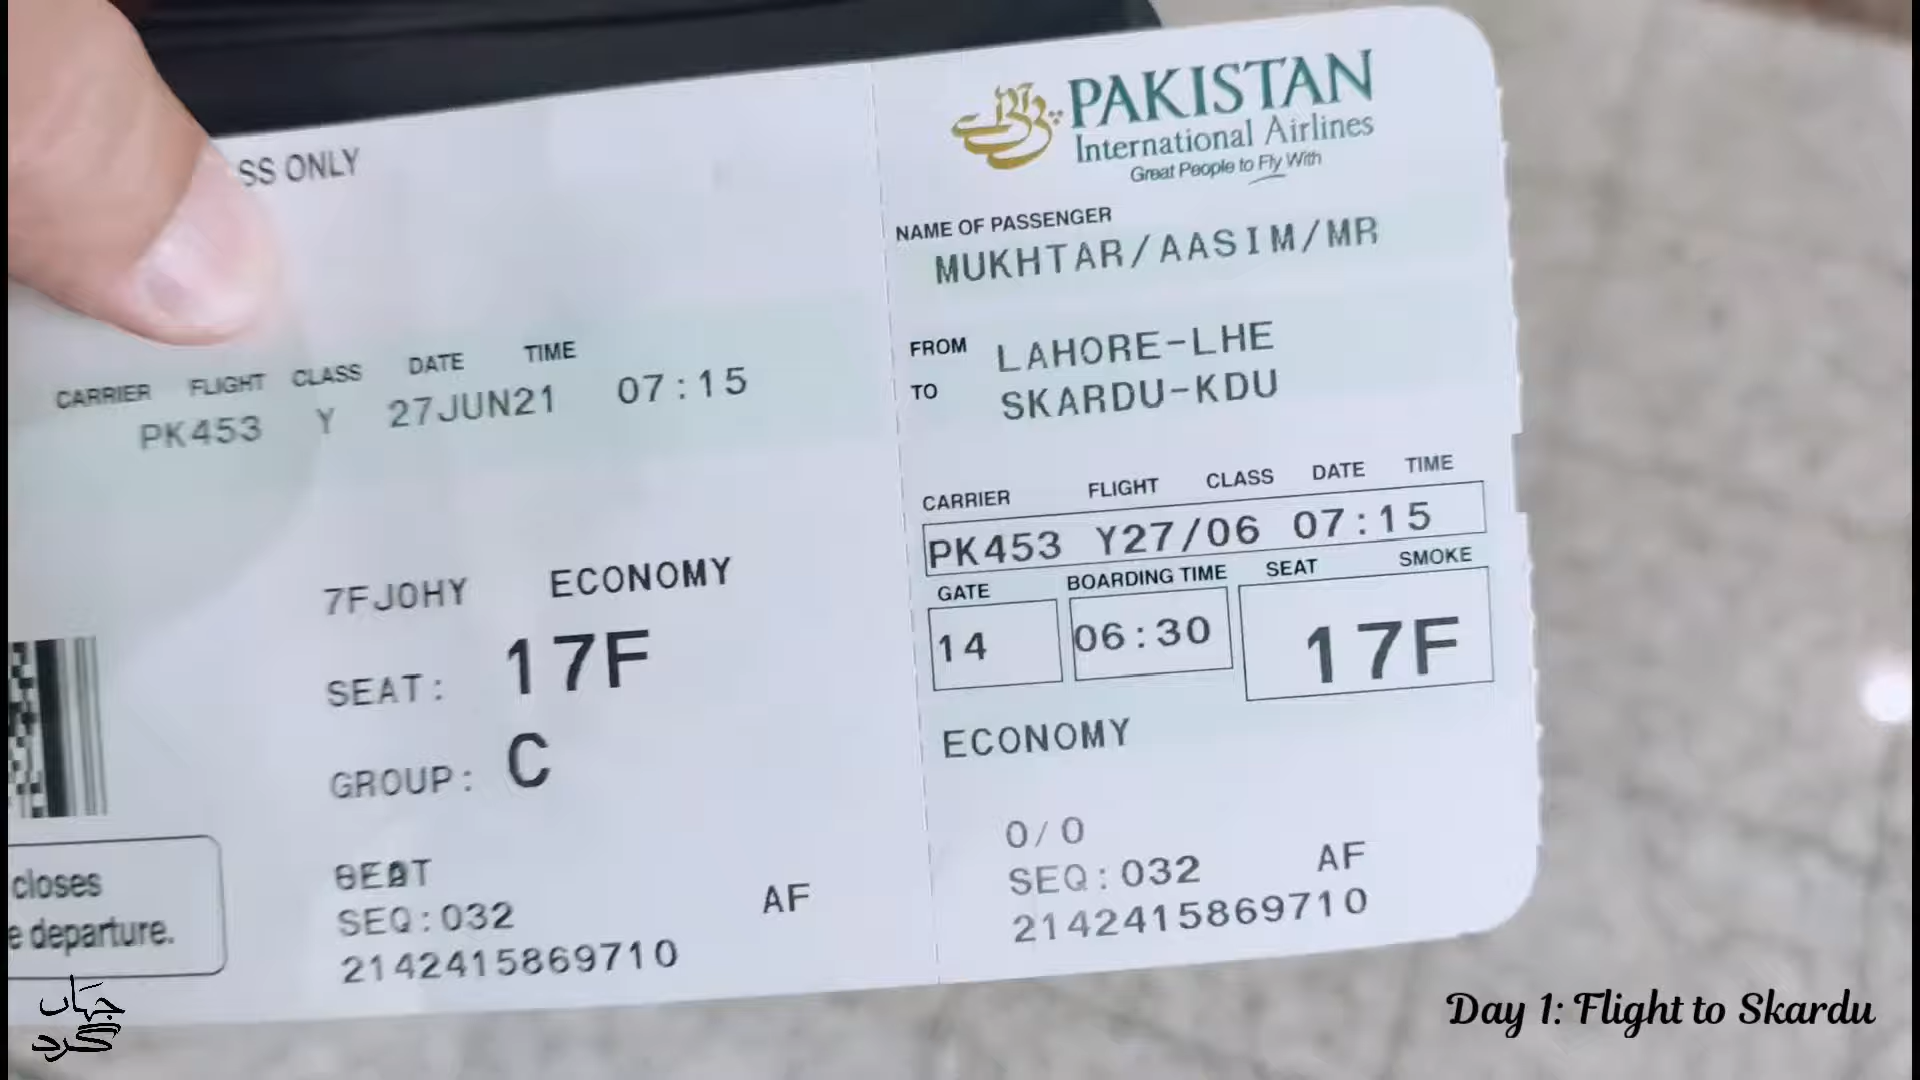 SS ONLY
CARRIER FLIGHT CLASS DATE TIME
PK453 Y 27JUN21 07:15
7FJOHY ECONOMY
SEAT: 17F
GROUP: C
SEQ:032 AF
2142415869710
closes
e departure.
PAKISTAN
International Airlines
Great People to Fly With
NAME OF PASSENGER
MUKHTAR/AASIM/MR
FROM LAHORE-LHE
TO SKARDU-KDU
CARRIER FLIGHT CLASS DATE TIME
PK453 Y27/06 07:15
GATE BOARDING TIME SEAT SMOKE
14 06:30 17F
ECONOMY
0/0
SEQ:032 AF
2142415869710
جہاں
گرد
Day 1: Flight to Skardu